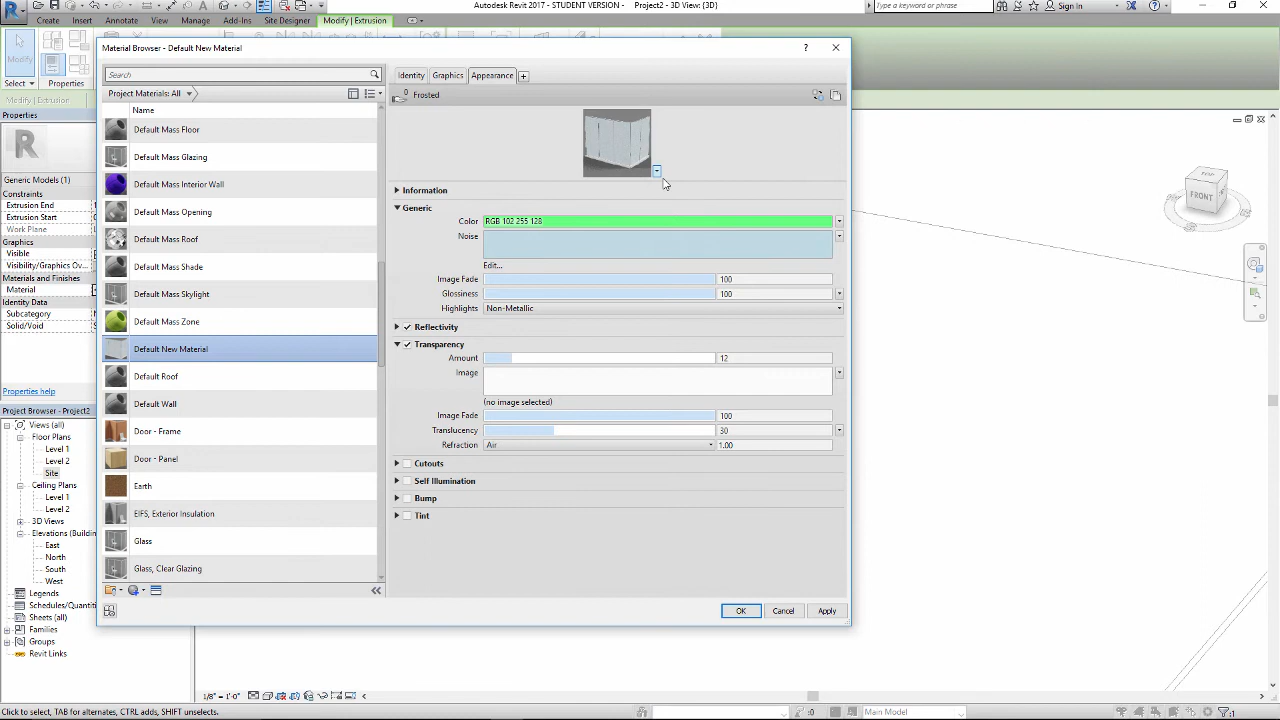 Autodesk Revit 2017 - STUDENT VERSION - Project2 - 3D View: {3D}
Type a keyword or phrase
Sign In
Create Insert Annotate View Manage Add-Ins Site Designer Modify | Extrusion
Modify
Select Properties
Modify | Extrusion
Properties
Generic Models (1)
Constraints
Extrusion End
Extrusion Start
Work Plane
Graphics
Visible
Visibility/Graphics Ov...
Materials and Finishes
Material
Identity Data
Subcategory
Solid/Void
Properties help
Project Browser - Project2
Views (all)
Floor Plans
Level 1
Level 2
Site
Ceiling Plans
Level 1
Level 2
3D Views
Elevations (Building
East
North
South
West
Legends
Schedules/Quantiti
Sheets (all)
Families
Groups
Revit Links
Material Browser - Default New Material
? 
Search
Project Materials: All
Name
Default Mass Floor
Default Mass Glazing
Default Mass Interior Wall
Default Mass Opening
Default Mass Roof
Default Mass Shade
Default Mass Skylight
Default Mass Zone
Default New Material
Default Roof
Default Wall
Door - Frame
Door - Panel
Earth
EIFS, Exterior Insulation
Glass
Glass, Clear Glazing
Identity Graphics Appearance +
0
Frosted
Information
Generic
Color RGB 102 255 128
Noise
Edit...
Image Fade 100
Glossiness 100
Highlights Non-Metallic
Reflectivity
Transparency
Amount 12
Image
(no image selected)
Image Fade 100
Translucency 30
Refraction Air 1.00
Cutouts
Self Illumination
Bump
Tint
OK Cancel Apply
TOP
FRONT
1/8" = 1'-0"
Click to select, TAB for alternates, CTRL adds, SHIFT unselects.
:0
Main Model
:1